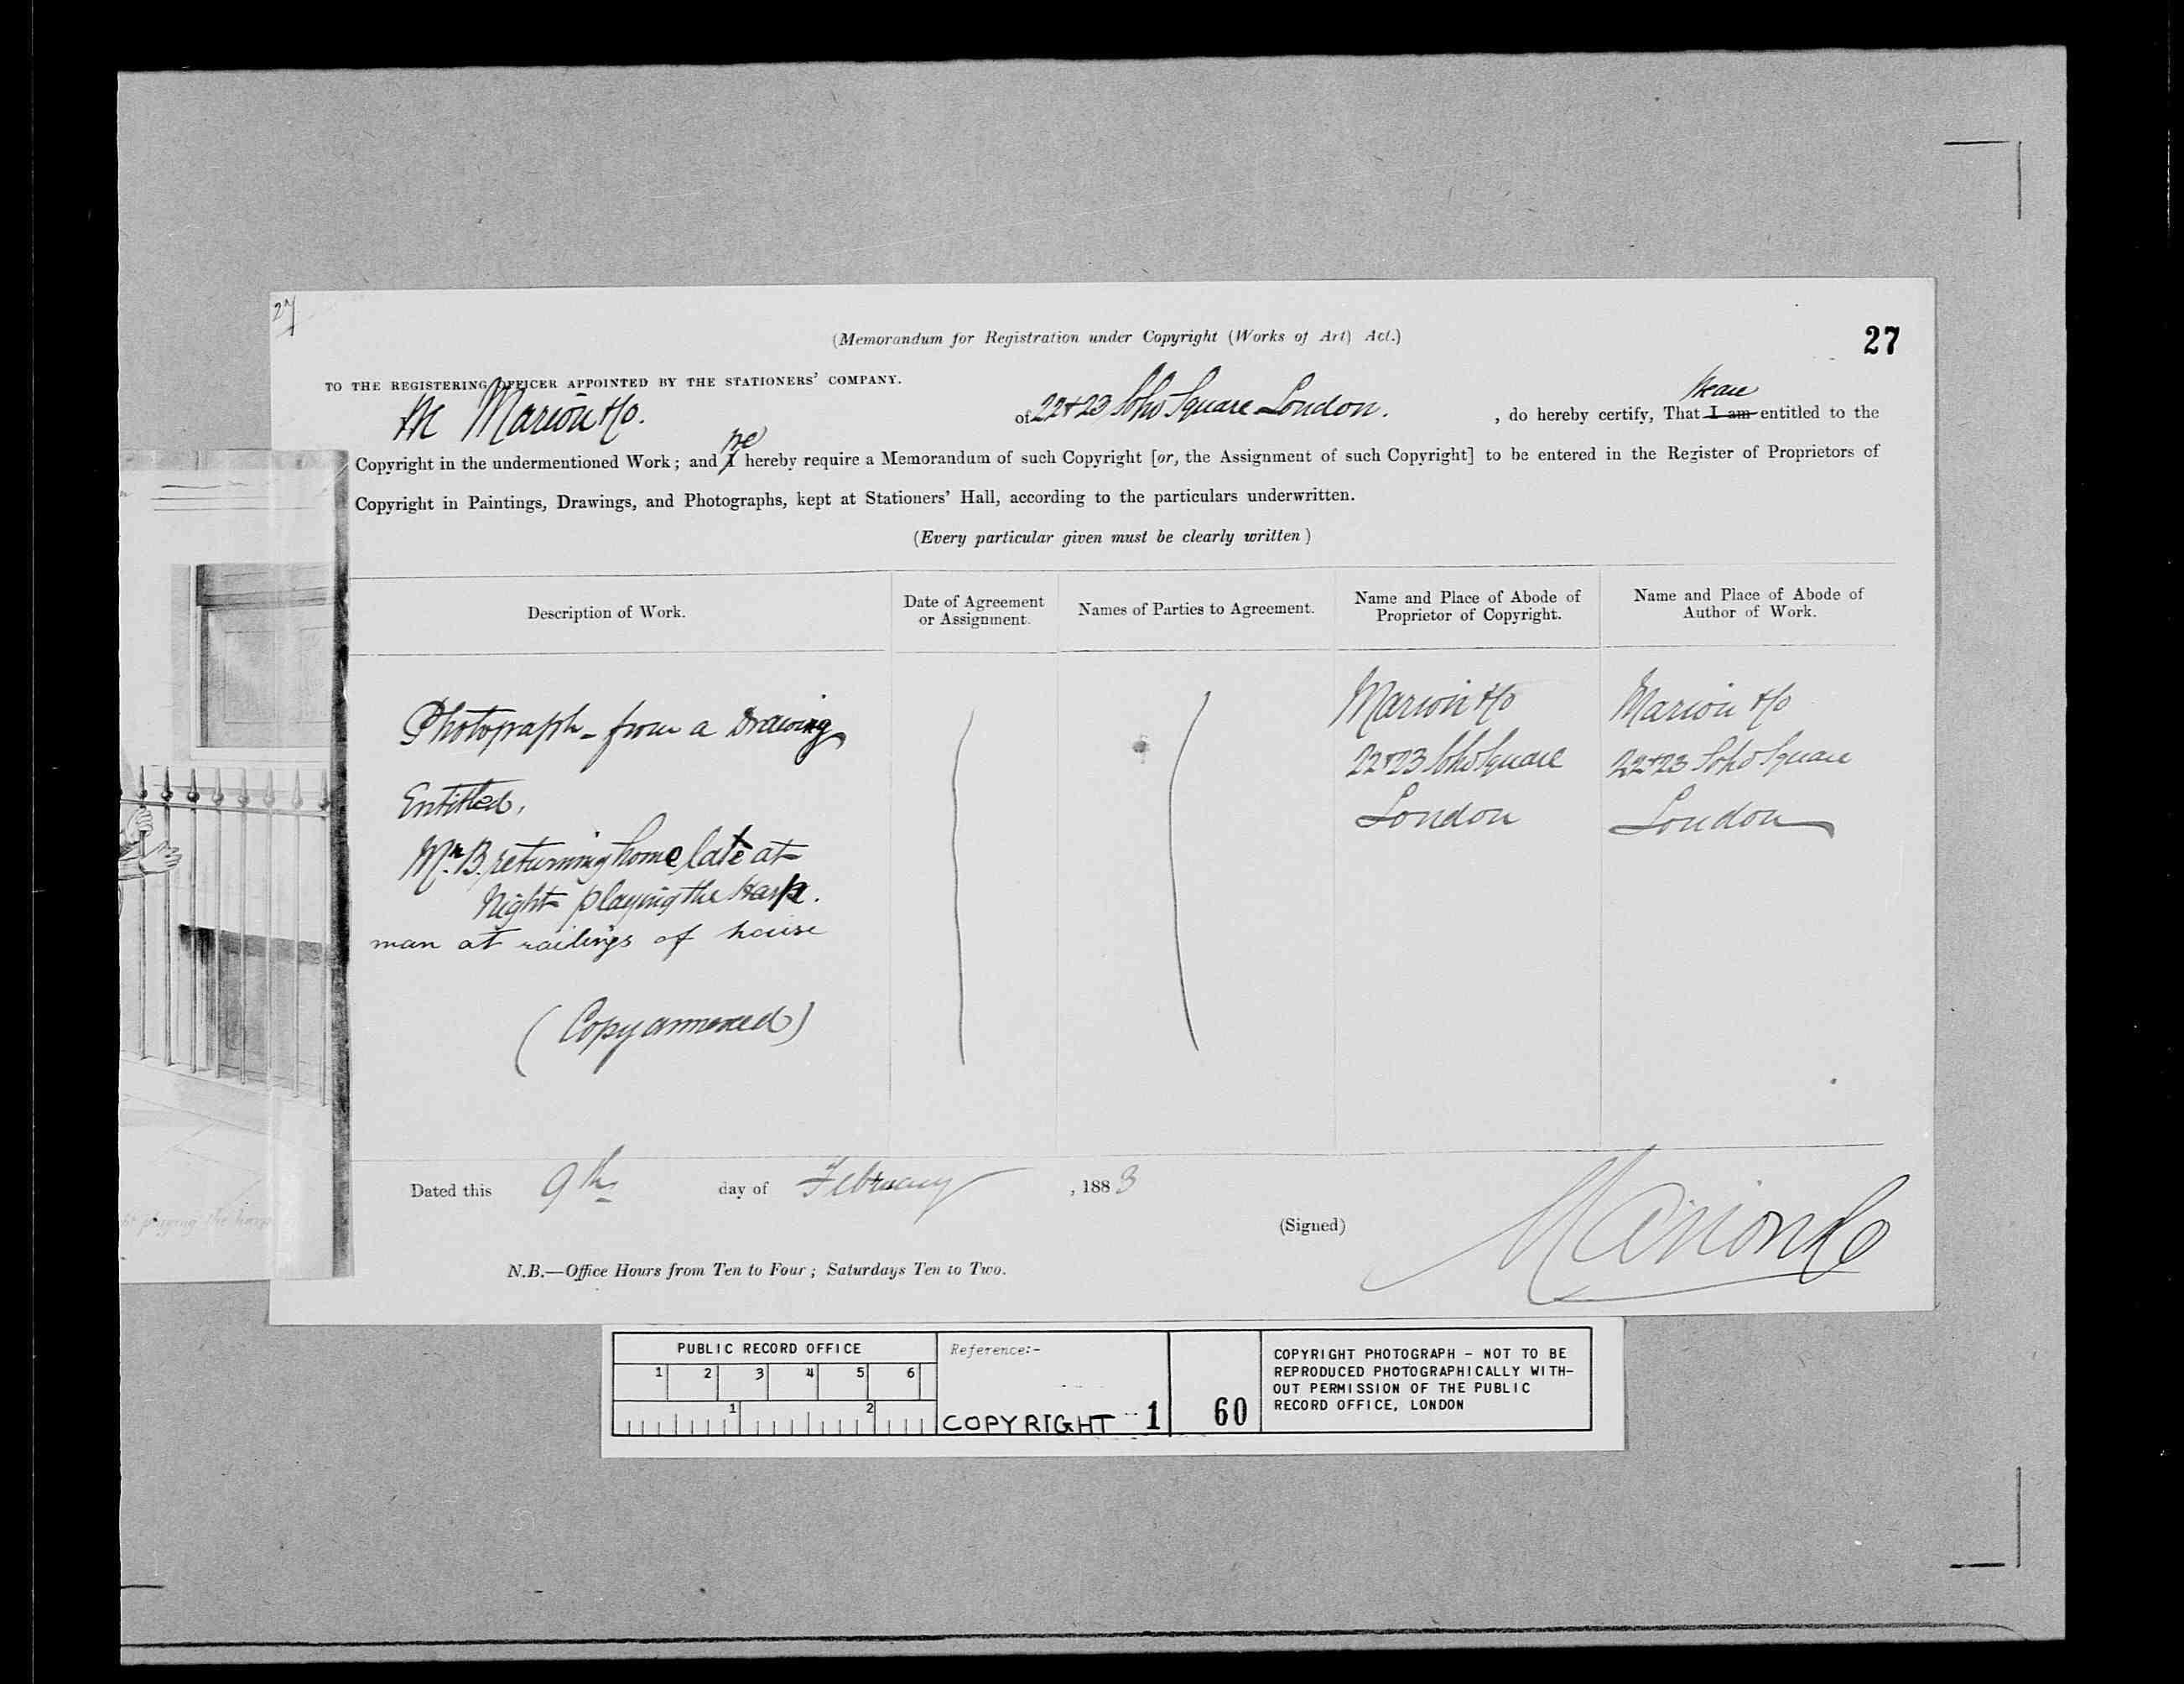 27
(Memorandum for Registration under Copyright (Works of Art) Act.)
27
TO THE REGISTERING OFFICER APPOINTED BY THE STATIONERS' COMPANY.
We Marion & Co. of 22 & 23 Soho Square London. , do hereby certify, That I am We are entitled to the
Copyright in the undermentioned Work; and I we hereby require a Memorandum of such Copyright [or, the Assignment of such Copyright] to be entered in the Register of Proprietors of
Copyright in Paintings, Drawings, and Photographs, kept at Stationers' Hall, according to the particulars underwritten.
(Every particular given must be clearly written)
Description of Work.
Date of Agreement
or Assignment.
Names of Parties to Agreement.
Name and Place of Abode of
Proprietor of Copyright.
Name and Place of Abode of
Author of Work.
Photograph - from a Drawing
Entitled,
Mr. B. returning home late at
Night playing the Harp.
man at railings of house
(Copy annexed)
Marion & Co
22 & 23 Soho Square
London
Marion & Co
22 & 23 Soho Square
London
Dated this 9th day of February , 1883
playing the harp
(Signed) Marion & Co
N.B.—Office Hours from Ten to Four; Saturdays Ten to Two.
PUBLIC RECORD OFFICE
1 2 3 4 5 6
1 2
Reference:-
COPYRIGHT 1 60
COPYRIGHT PHOTOGRAPH - NOT TO BE
REPRODUCED PHOTOGRAPHICALLY WITH-
OUT PERMISSION OF THE PUBLIC
RECORD OFFICE, LONDON